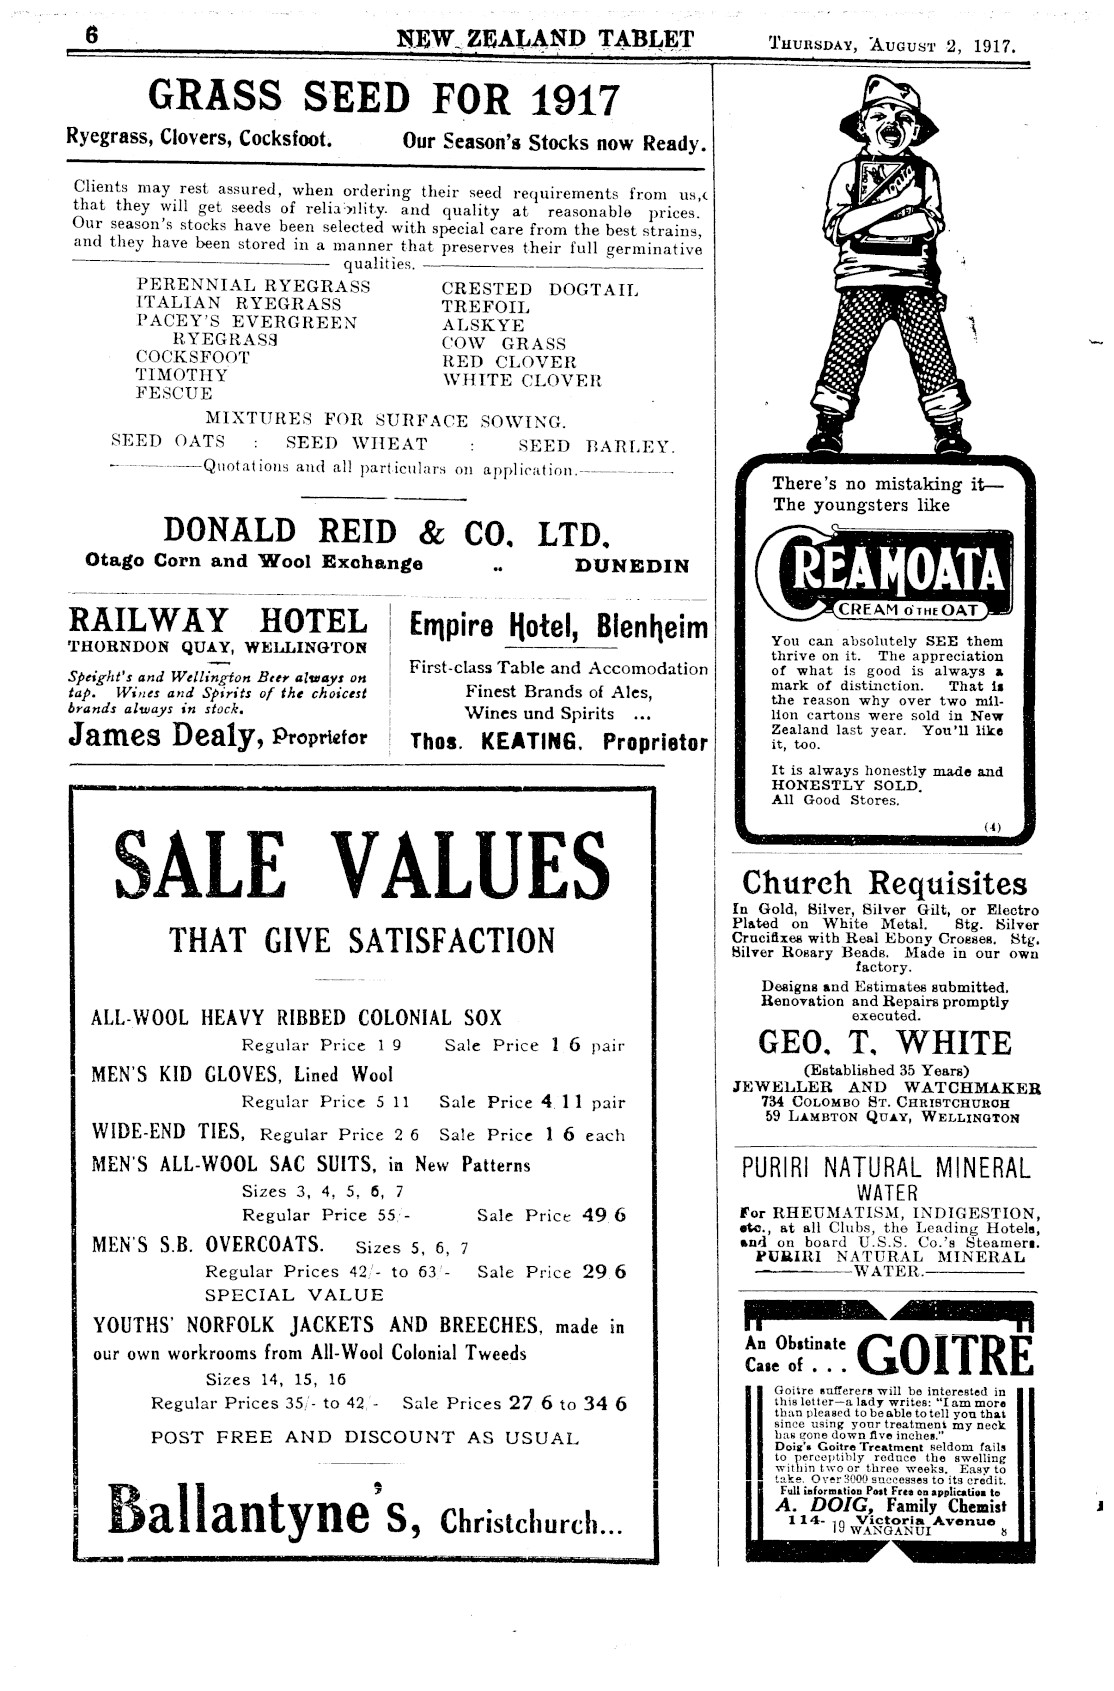 6
NEW ZEALAND TABLET
THURSDAY, AUGUST 2, 1917.
GRASS SEED FOR 1917
Ryegrass, Clovers, Cocksfoot. Our Season's Stocks now Ready.
Clients may rest assured, when ordering their seed requirements from us,
that they will get seeds of reliability. and quality at reasonable prices.
Our season's stocks have been selected with special care from the best strains,
and they have been stored in a manner that preserves their full germinative
qualities.
PERENNIAL RYEGRASS
ITALIAN RYEGRASS
PACEY'S EVERGREEN
RYEGRASS
COCKSFOOT
TIMOTHY
FESCUE
CRESTED DOGTAIL
TREFOIL
ALSKYE
COW GRASS
RED CLOVER
WHITE CLOVER
MIXTURES FOR SURFACE SOWING.
SEED OATS : SEED WHEAT : SEED BARLEY.
Quotations and all particulars on application.
DONALD REID & CO. LTD.
Otago Corn and Wool Exchange .. DUNEDIN
RAILWAY HOTEL
THORNDON QUAY, WELLINGTON
Speight's and Wellington Beer always on
tap. Wines and Spirits of the choicest
brands always in stock.
James Dealy, Proprietor
Empire Hotel, Blenheim
First-class Table and Accomodation
Finest Brands of Ales,
Wines und Spirits ...
Thos. KEATING. Proprietor
SALE VALUES
THAT GIVE SATISFACTION
ALL-WOOL HEAVY RIBBED COLONIAL SOX
Regular Price 1 9 Sale Price 1 6 pair
MEN'S KID GLOVES, Lined Wool
Regular Price 5 11 Sale Price 4 11 pair
WIDE-END TIES, Regular Price 2 6 Sale Price 1 6 each
MEN'S ALL-WOOL SAC SUITS, in New Patterns
Sizes 3, 4, 5, 6, 7
Regular Price 55/- Sale Price 49 6
MEN'S S.B. OVERCOATS. Sizes 5, 6, 7
Regular Prices 42/- to 63/- Sale Price 29 6
SPECIAL VALUE
YOUTHS' NORFOLK JACKETS AND BREECHES, made in
our own workrooms from All-Wool Colonial Tweeds
Sizes 14, 15, 16
Regular Prices 35/- to 42/- Sale Prices 27 6 to 34 6
POST FREE AND DISCOUNT AS USUAL
Ballantyne's, Christchurch...
There's no mistaking it—
The youngsters like
CREAMOATA
CREAM O' THE OAT
You can absolutely SEE them
thrive on it. The appreciation
of what is good is always a
mark of distinction. That is
the reason why over two mil-
lion cartons were sold in New
Zealand last year. You'll like
it, too.
It is always honestly made and
HONESTLY SOLD.
All Good Stores.
(4)
Church Requisites
In Gold, Silver, Silver Gilt, or Electro
Plated on White Metal. Stg. Silver
Crucifixes with Real Ebony Crosses. Stg.
Silver Rosary Beads. Made in our own
factory.
Designs and Estimates submitted.
Renovation and Repairs promptly
executed.
GEO. T. WHITE
(Established 35 Years)
JEWELLER AND WATCHMAKER
734 COLOMBO ST. CHRISTCHURCH
59 LAMBTON QUAY, WELLINGTON
PURIRI NATURAL MINERAL
WATER
For RHEUMATISM, INDIGESTION,
etc., at all Clubs, the Leading Hotels,
and on board U.S.S. Co.'s Steamers.
PURIRI NATURAL MINERAL
WATER.
An Obstinate
Case of . . . GOITRE
Goitre sufferers will be interested in
this letter—a lady writes: "I am more
than pleased to be able to tell you that
since using your treatment my neck
has gone down five inches."
Doig's Goitre Treatment seldom fails
to perceptibly reduce the swelling
within two or three weeks. Easy to
take. Over 3000 successes to its credit.
Full information Post Free on application to
A. DOIG, Family Chemist
114-19 Victoria Avenue
WANGANUI 8